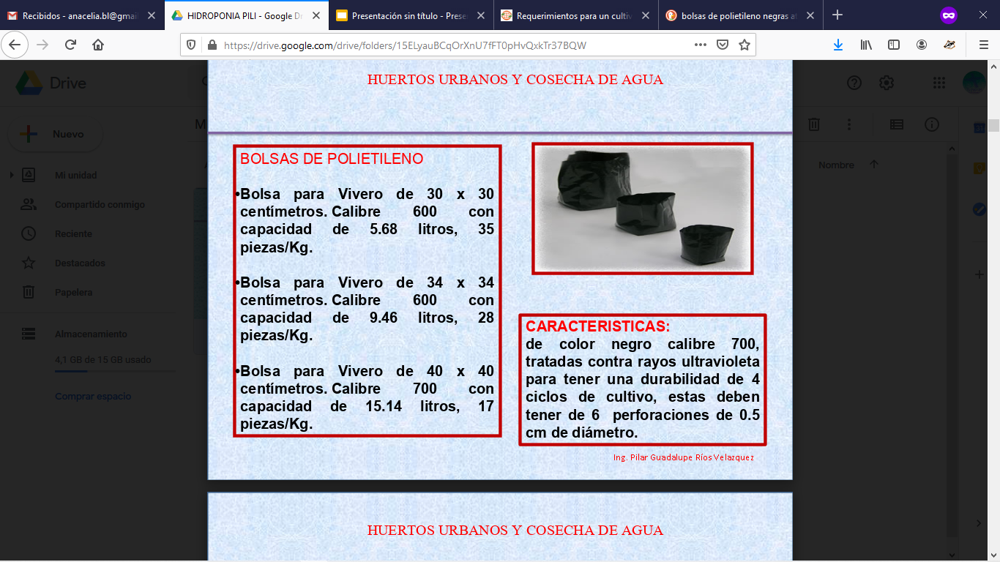 Recibidos - anacelia.bl@gmai
HIDROPONIA PILI - Google Dr
Presentación sin título - Prese
Requerimientos para un cultiv
bolsas de polietileno negras al
https://drive.google.com/drive/folders/15ELyauBCqOrXnU7fFT0pHvQxkTr37BQW
Drive
Nuevo
Mi unidad
Compartido conmigo
Reciente
Destacados
Papelera
Almacenamiento
4,1 GB de 15 GB usado
Comprar espacio
M
Nombre
HUERTOS URBANOS Y COSECHA DE AGUA
BOLSAS DE POLIETILENO
•Bolsa para Vivero de 30 x 30
centímetros. Calibre 600 con
capacidad de 5.68 litros, 35
piezas/Kg.
•Bolsa para Vivero de 34 x 34
centímetros. Calibre 600 con
capacidad de 9.46 litros, 28
piezas/Kg.
•Bolsa para Vivero de 40 x 40
centímetros. Calibre 700 con
capacidad de 15.14 litros, 17
piezas/Kg.
CARACTERISTICAS:
de color negro calibre 700,
tratadas contra rayos ultravioleta
para tener una durabilidad de 4
ciclos de cultivo, estas deben
tener de 6 perforaciones de 0.5
cm de diámetro.
Ing. Pilar Guadalupe Ríos Velazquez
HUERTOS URBANOS Y COSECHA DE AGUA